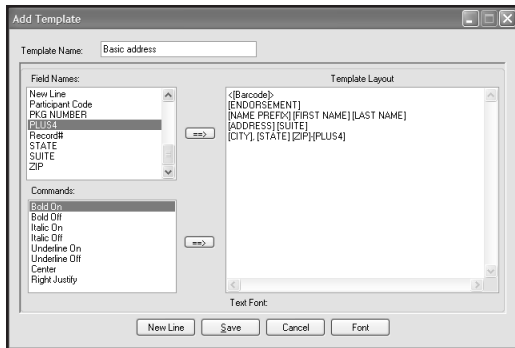 Add Template
Template Name: Basic address
Field Names:
New Line
Participant Code
PKG NUMBER
PLUS4
Record#
STATE
SUITE
ZIP
==>
Commands:
Bold On
Bold Off
Italic On
Italic Off
Underline On
Underline Off
Center
Right Justify
==>
Template Layout
<[Barcode]>
[ENDORSEMENT]
[NAME PREFIX] [FIRST NAME] [LAST NAME]
[ADDRESS] [SUITE]
[CITY], [STATE] [ZIP]-[PLUS4]
Text Font:
New Line Save Cancel Font